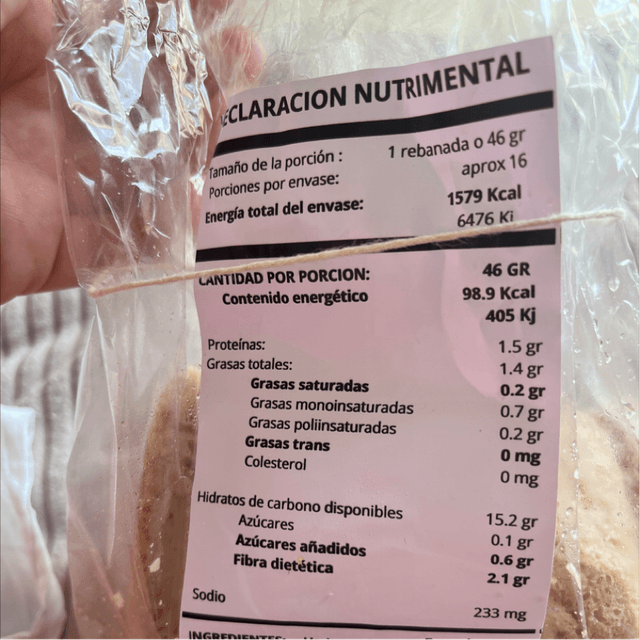 DECLARACION NUTRIMENTAL
Tamaño de la porción : 1 rebanada o 46 gr
Porciones por envase: aprox 16
Energía total del envase: 1579 Kcal
6476 Kj
CANTIDAD POR PORCION: 46 GR
Contenido energético 98.9 Kcal
405 Kj
Proteínas: 1.5 gr
Grasas totales: 1.4 gr
Grasas saturadas 0.2 gr
Grasas monoinsaturadas 0.7 gr
Grasas poliinsaturadas 0.2 gr
Grasas trans 0 mg
Colesterol 0 mg
Hidratos de carbono disponibles 15.2 gr
Azúcares 0.1 gr
Azúcares añadidos 0.6 gr
Fibra dietética 2.1 gr
Sodio 233 mg
INGREDIENTES: